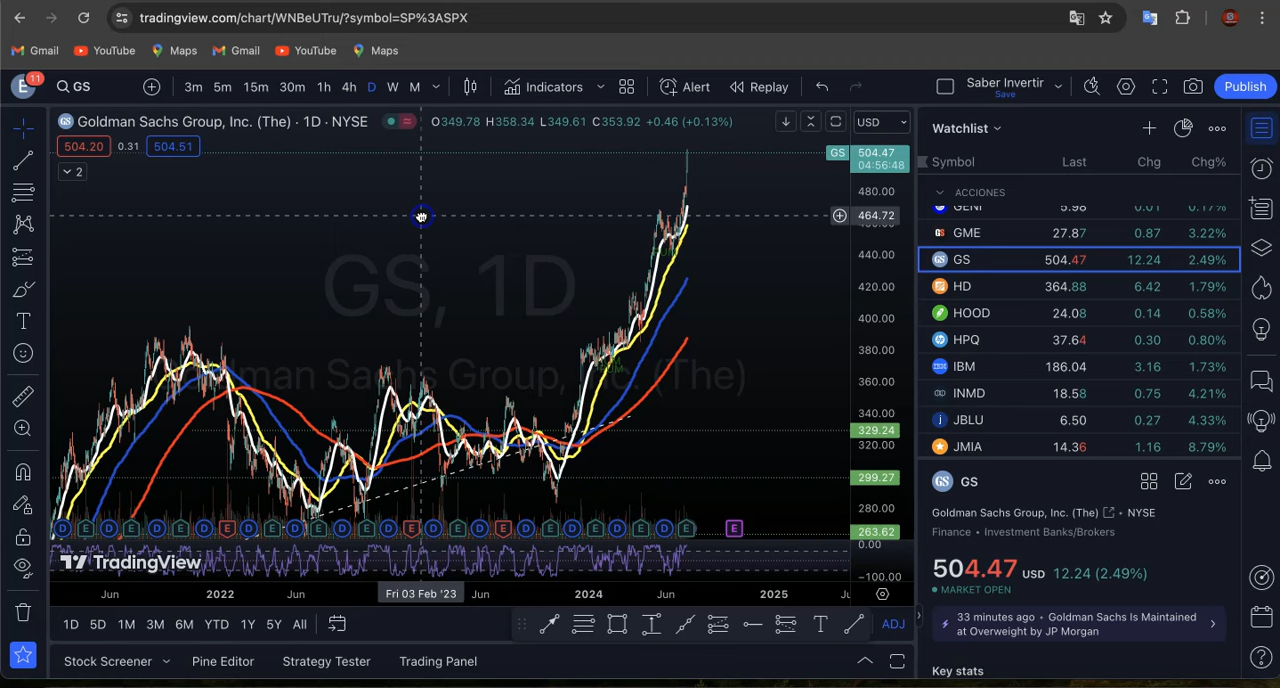 tradingview.com/chart/WNBeUTru/?symbol=SP%3ASPX
Gmail YouTube Maps Gmail YouTube Maps
E 11 GS 3m 5m 15m 30m 1h 4h D W M Indicators Alert Replay Saber Invertir Save Publish
Goldman Sachs Group, Inc. (The) · 1D · NYSE O349.78 H358.34 L349.61 C353.92 +0.46 (+0.13%) USD
504.20 0.31 504.51
2
GS 504.47
04:56:48
480.00
464.72
440.00
420.00
400.00
380.00
360.00
340.00
329.24
320.00
299.27
280.00
263.62
0.00
−100.00
GS, 1D
Goldman Sachs Group, Inc. (The)
D E D E D E D E D E D E D E D E D E D E D E D E D E E
TradingView
Jun 2022 Jun Fri 03 Feb '23 Jun 2024 Jun 2025
1D 5D 1M 3M 6M YTD 1Y 5Y All ADJ
Stock Screener Pine Editor Strategy Tester Trading Panel
Watchlist
Symbol Last Chg Chg%
ACCIONES
GENI 5.98 0.01 0.17%
GME 27.87 0.87 3.22%
GS 504.47 12.24 2.49%
HD 364.88 6.42 1.79%
HOOD 24.08 0.14 0.58%
HPQ 37.64 0.30 0.80%
IBM 186.04 3.16 1.73%
INMD 18.58 0.75 4.21%
JBLU 6.50 0.27 4.33%
JMIA 14.36 1.16 8.79%
GS GS
Goldman Sachs Group, Inc. (The) • NYSE
Finance • Investment Banks/Brokers
504.47 USD 12.24 (2.49%)
MARKET OPEN
33 minutes ago • Goldman Sachs Is Maintained
at Overweight by JP Morgan
Key stats